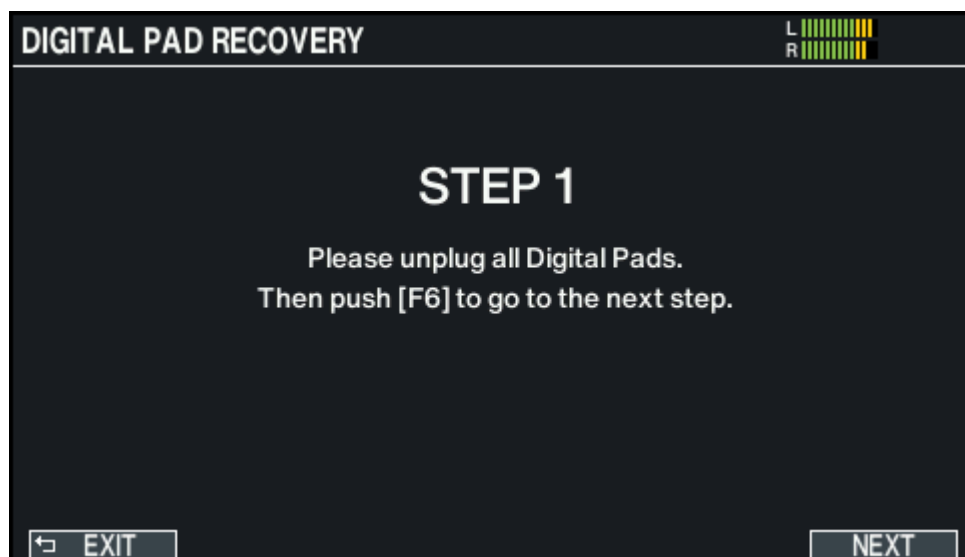 DIGITAL PAD RECOVERY
L
R
STEP 1
Please unplug all Digital Pads.
Then push [F6] to go to the next step.
EXIT
NEXT